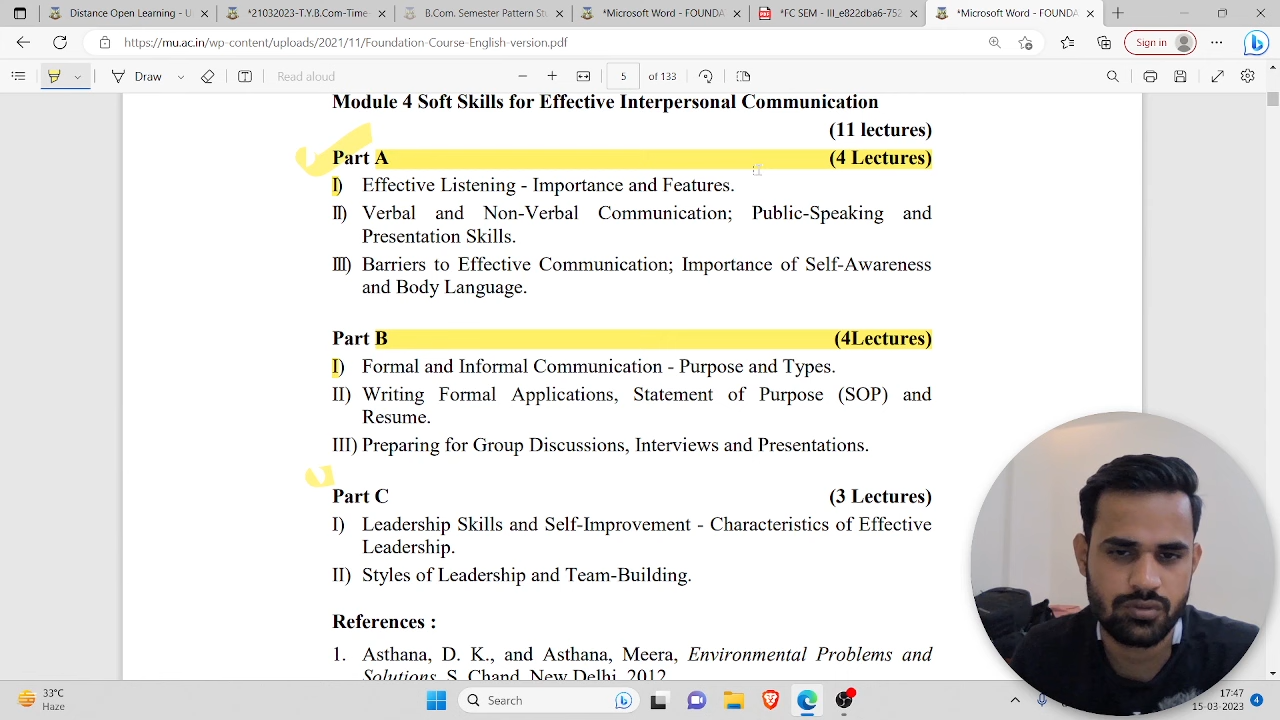 Distance Open Learning - U
*21032023-T.Y.B.Com-Time-
B.Com. Semester Pattern St
*Microsoft Word - FOUNDA
*FC SEM - III_e822dba6-752
*Microsoft Word - FOUNDA
https://mu.ac.in/wp-content/uploads/2021/11/Foundation-Course-English-version.pdf
Sign in
Draw
Read aloud
5 of 133
Module 4 Soft Skills for Effective Interpersonal Communication
(11 lectures)
Part A (4 Lectures)
I) Effective Listening - Importance and Features.
II) Verbal and Non-Verbal Communication; Public-Speaking and
Presentation Skills.
III) Barriers to Effective Communication; Importance of Self-Awareness
and Body Language.
Part B (4Lectures)
I) Formal and Informal Communication - Purpose and Types.
II) Writing Formal Applications, Statement of Purpose (SOP) and
Resume.
III) Preparing for Group Discussions, Interviews and Presentations.
Part C (3 Lectures)
I) Leadership Skills and Self-Improvement - Characteristics of Effective
Leadership.
II) Styles of Leadership and Team-Building.
References :
1. Asthana, D. K., and Asthana, Meera, Environmental Problems and
Solutions, S. Chand, New Delhi, 2012.
33°C
Haze
Search
4